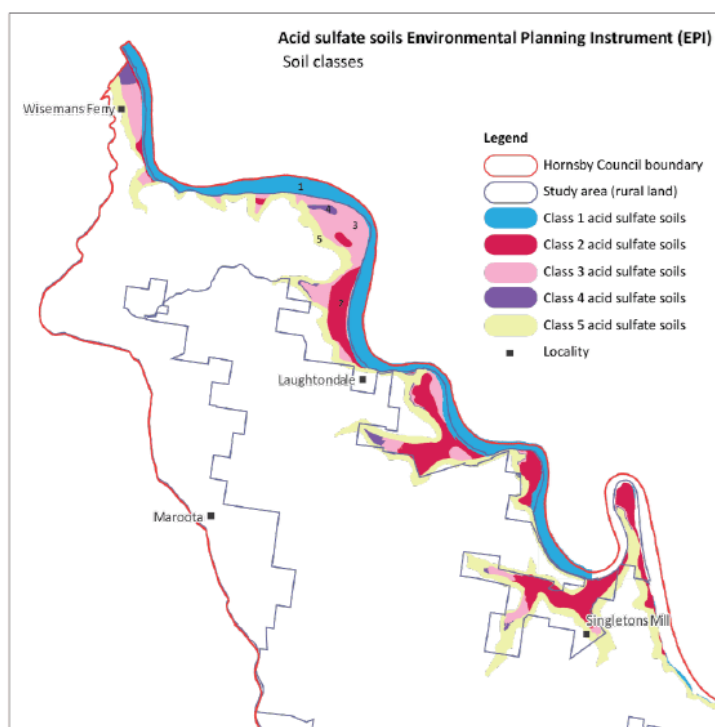 Acid sulfate soils Environmental Planning Instrument (EPI)
Soil classes
Wisemans Ferry
Legend
Hornsby Council boundary
Study area (rural land)
Class 1 acid sulfate soils
Class 2 acid sulfate soils
Class 3 acid sulfate soils
Class 4 acid sulfate soils
Class 5 acid sulfate soils
Locality
1
4
3
5
2
Laughtondale
Maroota
Singletons Mill